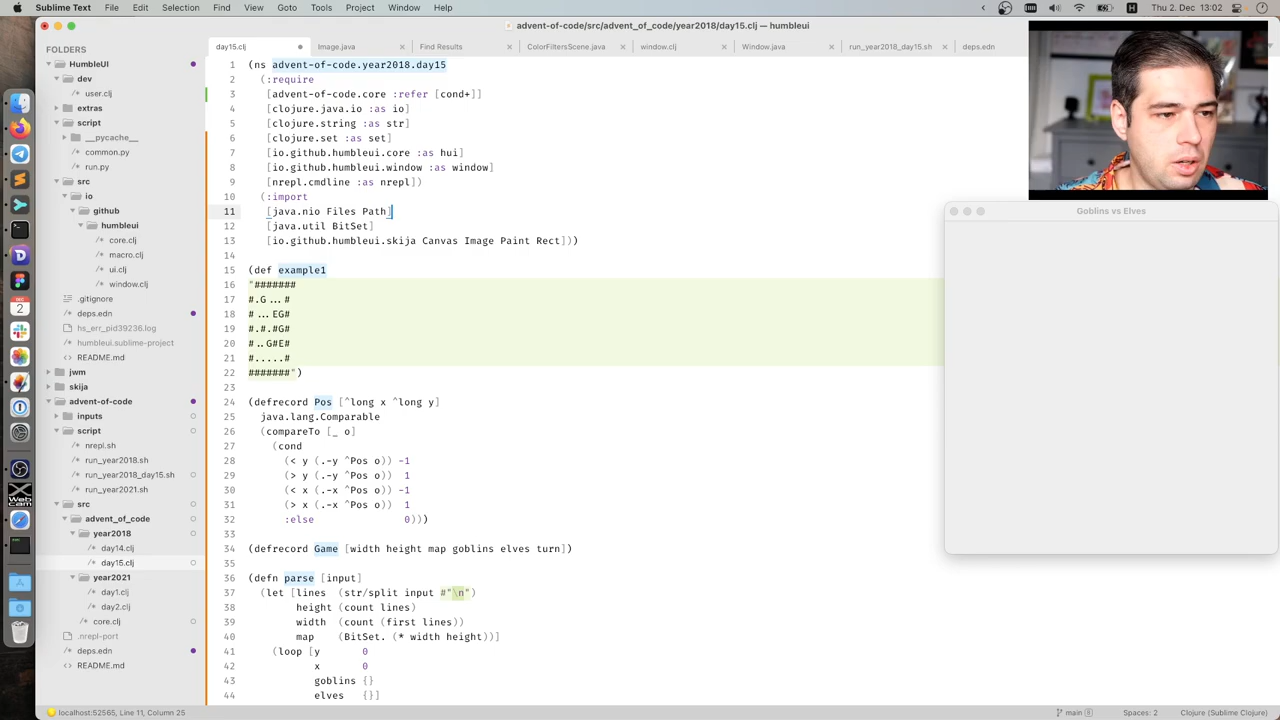 Sublime Text File Edit Selection Find View Goto Tools Project Window Help Thu 2. Dec 13:02
advent-of-code/src/advent_of_code/year2018/day15.clj — humbleui
day15.clj Image.java Find Results ColorFiltersScene.java window.clj Window.java run_year2018_day15.sh deps.edn
FOLDERS
HumbleUI
dev
user.clj
extras
script
__pycache__
common.py
run.py
src
io
github
humbleui
core.clj
macro.clj
ui.clj
window.clj
.gitignore
deps.edn
hs_err_pid39236.log
humbleui.sublime-project
README.md
jwm
skija
advent-of-code
inputs
script
nrepl.sh
run_year2018.sh
run_year2018_day15.sh
run_year2021.sh
src
advent_of_code
year2018
day14.clj
day15.clj
year2021
day1.clj
day2.clj
core.clj
.nrepl-port
deps.edn
README.md
1 (ns advent-of-code.year2018.day15
2 (:require
3 [advent-of-code.core :refer [cond+]]
4 [clojure.java.io :as io]
5 [clojure.string :as str]
6 [clojure.set :as set]
7 [io.github.humbleui.core :as hui]
8 [io.github.humbleui.window :as window]
9 [nrepl.cmdline :as nrepl])
10 (:import
11 [java.nio Files Path]
12 [java.util BitSet]
13 [io.github.humbleui.skija Canvas Image Paint Rect]))
14
15 (def example1
16 "#######
17 #.G...#
18 #...EG#
19 #.#.#G#
20 #..G#E#
21 #.....#
22 #######")
23
24 (defrecord Pos [^long x ^long y]
25 java.lang.Comparable
26 (compareTo [_ o]
27 (cond
28 (< y (.-y ^Pos o)) -1
29 (> y (.-y ^Pos o)) 1
30 (< x (.-x ^Pos o)) -1
31 (> x (.-x ^Pos o)) 1
32 :else 0)))
33
34 (defrecord Game [width height map goblins elves turn])
35
36 (defn parse [input]
37 (let [lines (str/split input #"\n")
38 height (count lines)
39 width (count (first lines))
40 map (BitSet. (* width height))]
41 (loop [y 0
42 x 0
43 goblins {}
44 elves {}]
Goblins vs Elves
DEC
2
Webcam
localhost:52565, Line 11, Column 25 main 8 Spaces: 2 Clojure (Sublime Clojure)